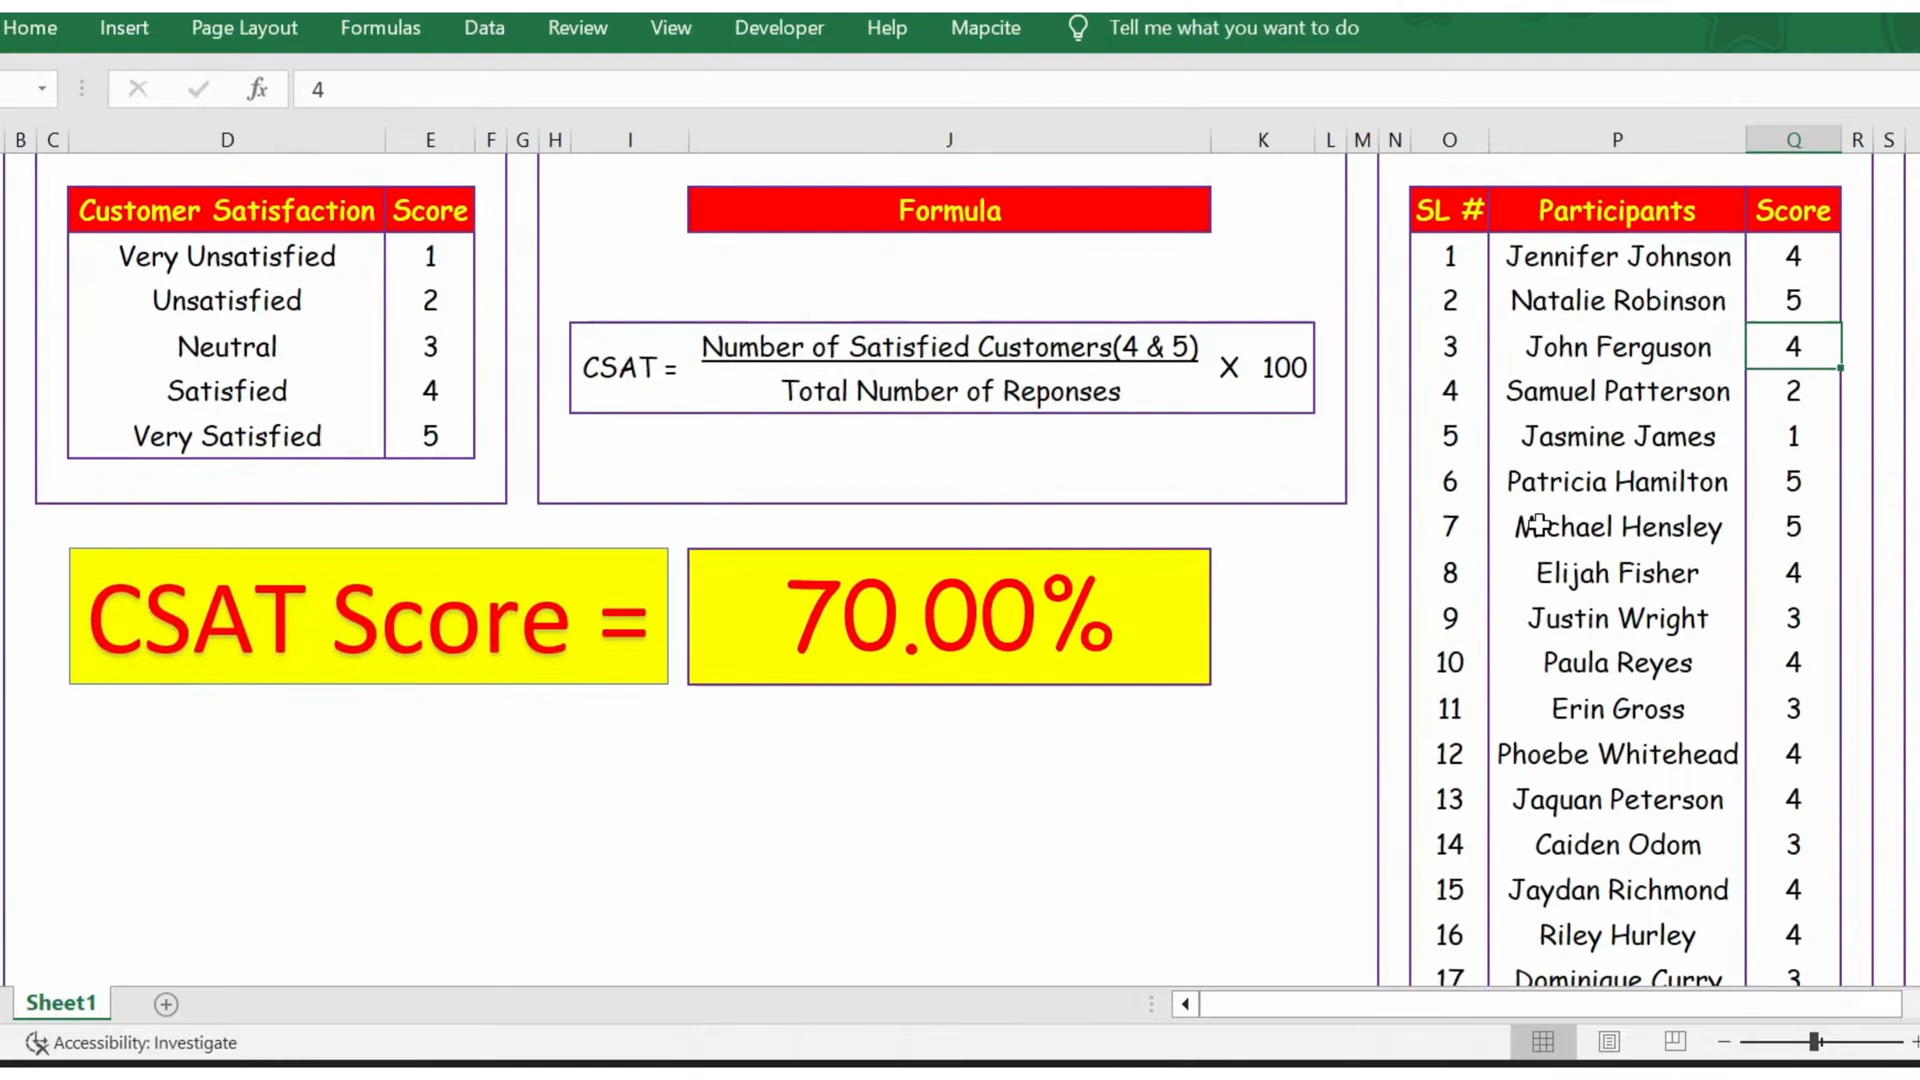 Home Insert Page Layout Formulas Data Review View Developer Help Mapcite Tell me what you want to do
fx 4
B C D E F G H I J K L M N O P Q R S
Customer Satisfaction Score
Very Unsatisfied 1
Unsatisfied 2
Neutral 3
Satisfied 4
Very Satisfied 5
Formula
CSAT = Number of Satisfied Customers(4 & 5) X 100
Total Number of Reponses
CSAT Score = 70.00%
SL # Participants Score
1 Jennifer Johnson 4
2 Natalie Robinson 5
3 John Ferguson 4
4 Samuel Patterson 2
5 Jasmine James 1
6 Patricia Hamilton 5
7 Michael Hensley 5
8 Elijah Fisher 4
9 Justin Wright 3
10 Paula Reyes 4
11 Erin Gross 3
12 Phoebe Whitehead 4
13 Jaquan Peterson 4
14 Caiden Odom 3
15 Jaydan Richmond 4
16 Riley Hurley 4
17 Dominique Curry 3
Sheet1
Accessibility: Investigate